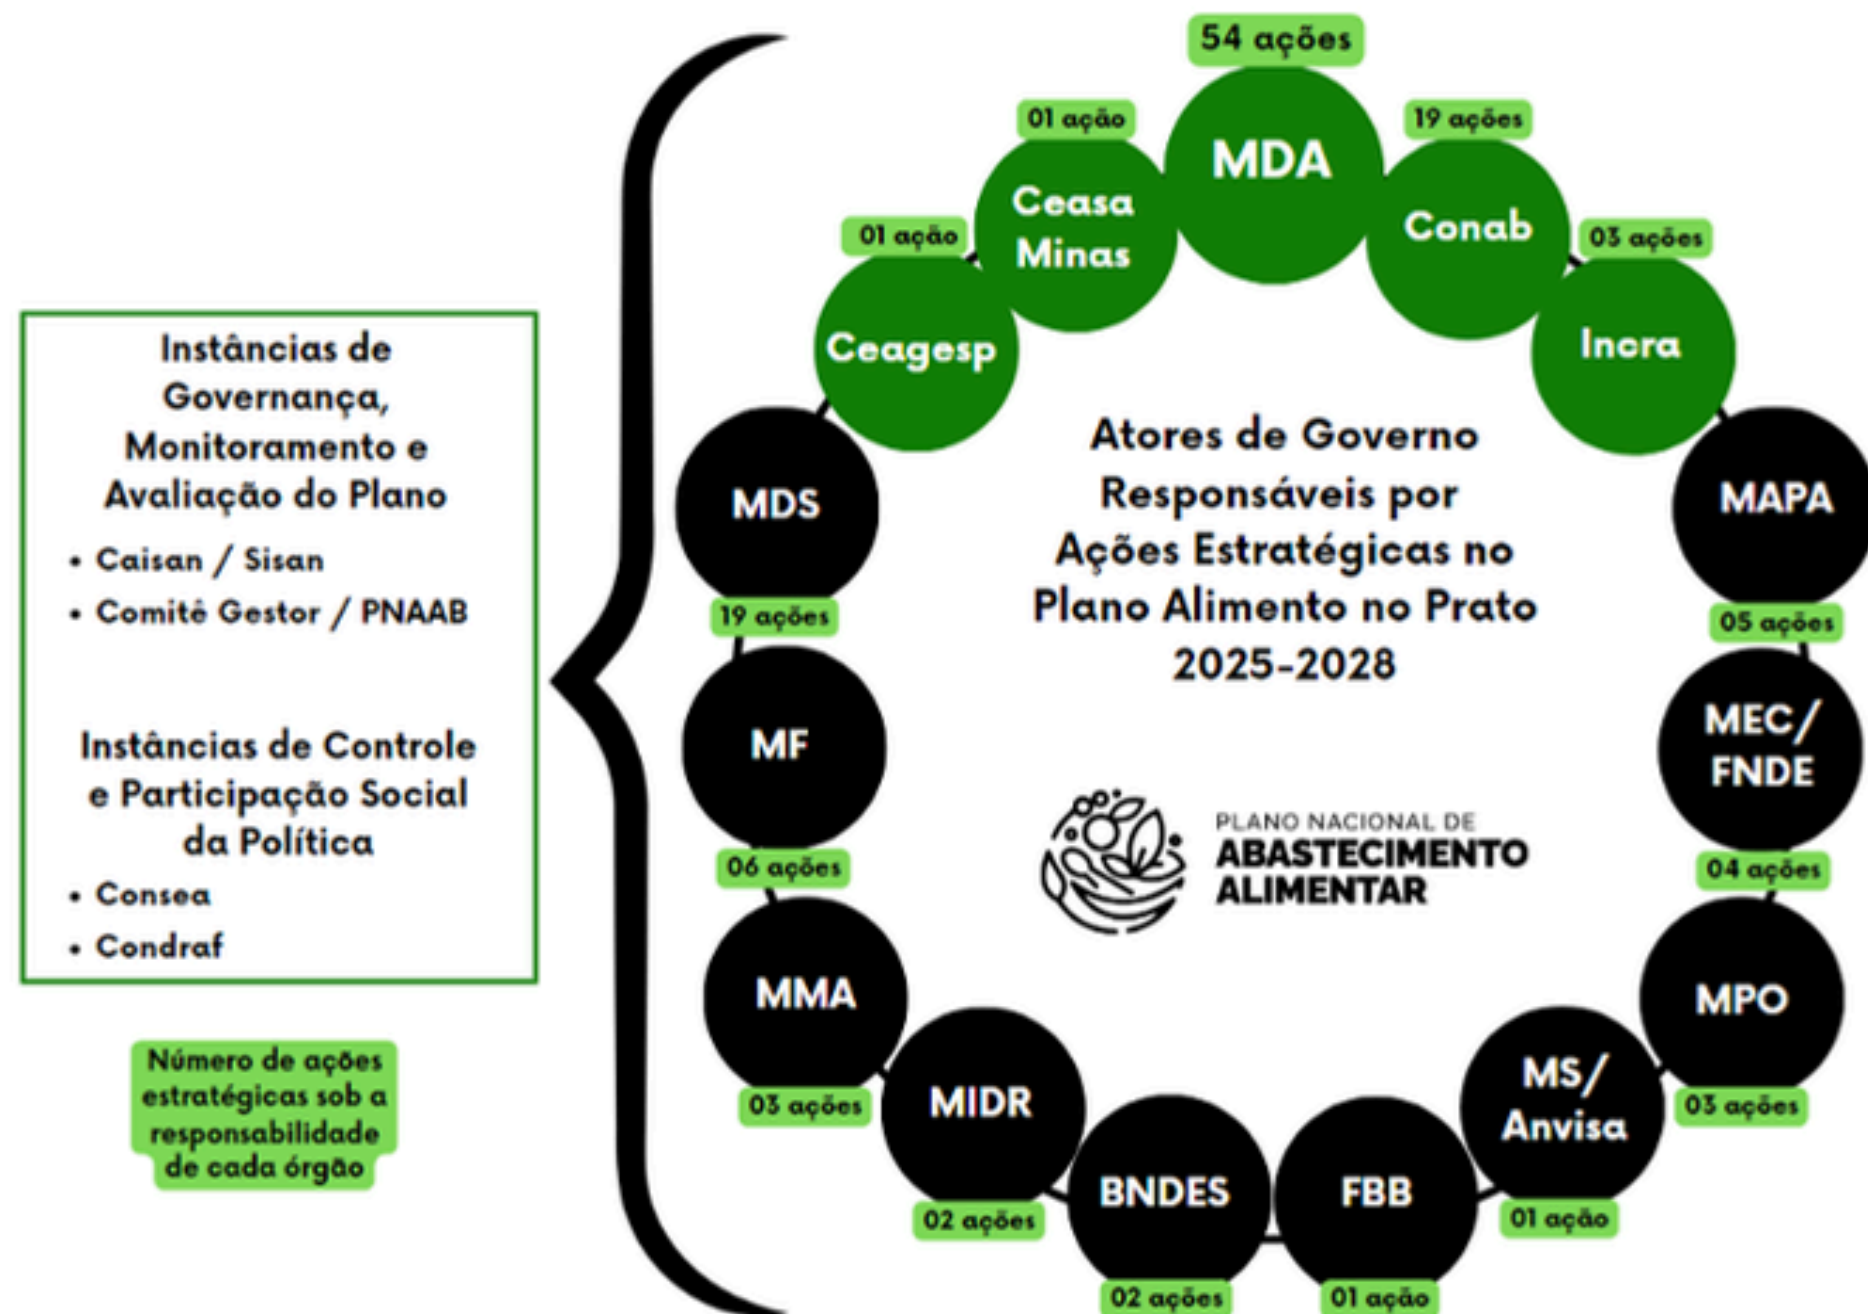 Instâncias de
Governança,
Monitoramento e
Avaliação do Plano
• Caisan / Sisan
• Comitê Gestor / PNAAB
Instâncias de Controle
e Participação Social
da Política
• Consea
• Condraf
Número de ações
estratégicas sob a
responsabilidade
de cada órgão
54 ações
MDA
19 ações
Conab
03 ações
Incra
MAPA
05 ações
MEC/
FNDE
04 ações
MPO
03 ações
MS/
Anvisa
01 ação
FBB
01 ação
BNDES
02 ações
MIDR
02 ações
MMA
03 ações
MF
06 ações
MDS
19 ações
01 ação
Ceagesp
01 ação
Ceasa
Minas
Atores de Governo
Responsáveis por
Ações Estratégicas no
Plano Alimento no Prato
2025-2028
PLANO NACIONAL DE
ABASTECIMENTO
ALIMENTAR